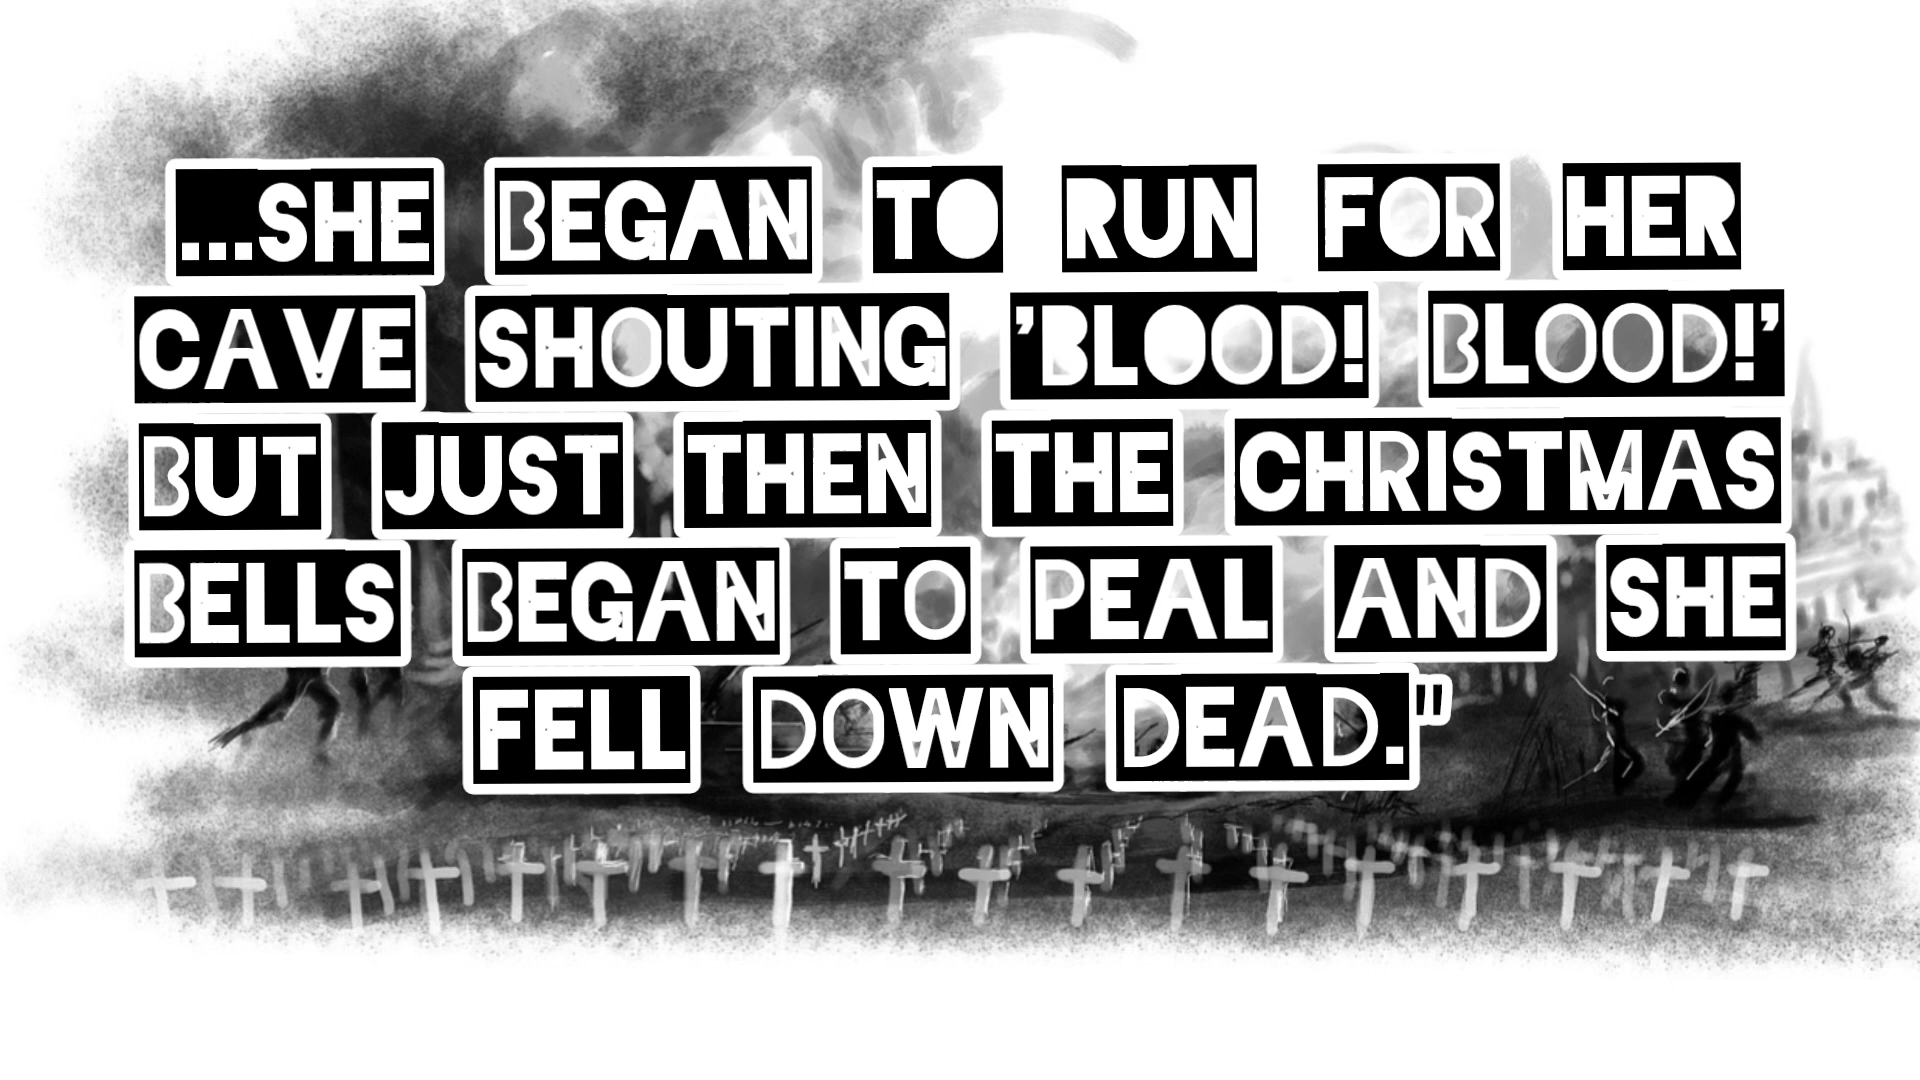 ...SHE BEGAN TO RUN FOR HER
CAVE SHOUTING 'BLOOD! BLOOD!'
BUT JUST THEN THE CHRISTMAS
BELLS BEGAN TO PEAL AND SHE
FELL DOWN DEAD."